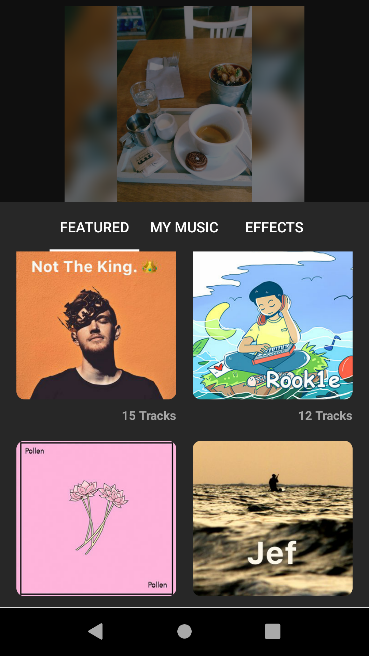 FEATURED MY MUSIC EFFECTS
Not The King.
Rook1e
15 Tracks
12 Tracks
Pollen
Pollen
Jef